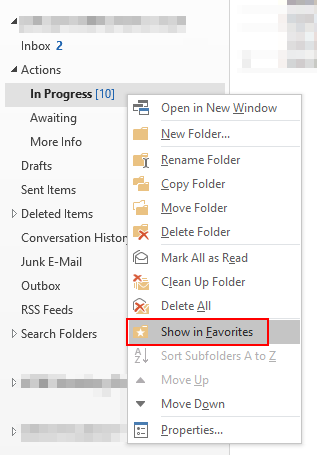 Inbox 2
Actions
In Progress [10]
Awaiting
More Info
Drafts
Sent Items
Deleted Items
Conversation History
Junk E-Mail
Outbox
RSS Feeds
Search Folders
Open in New Window
New Folder...
Rename Folder
Copy Folder
Move Folder
Delete Folder
Mark All as Read
Clean Up Folder
Delete All
Show in Favorites
Sort Subfolders A to Z
Move Up
Move Down
Properties...